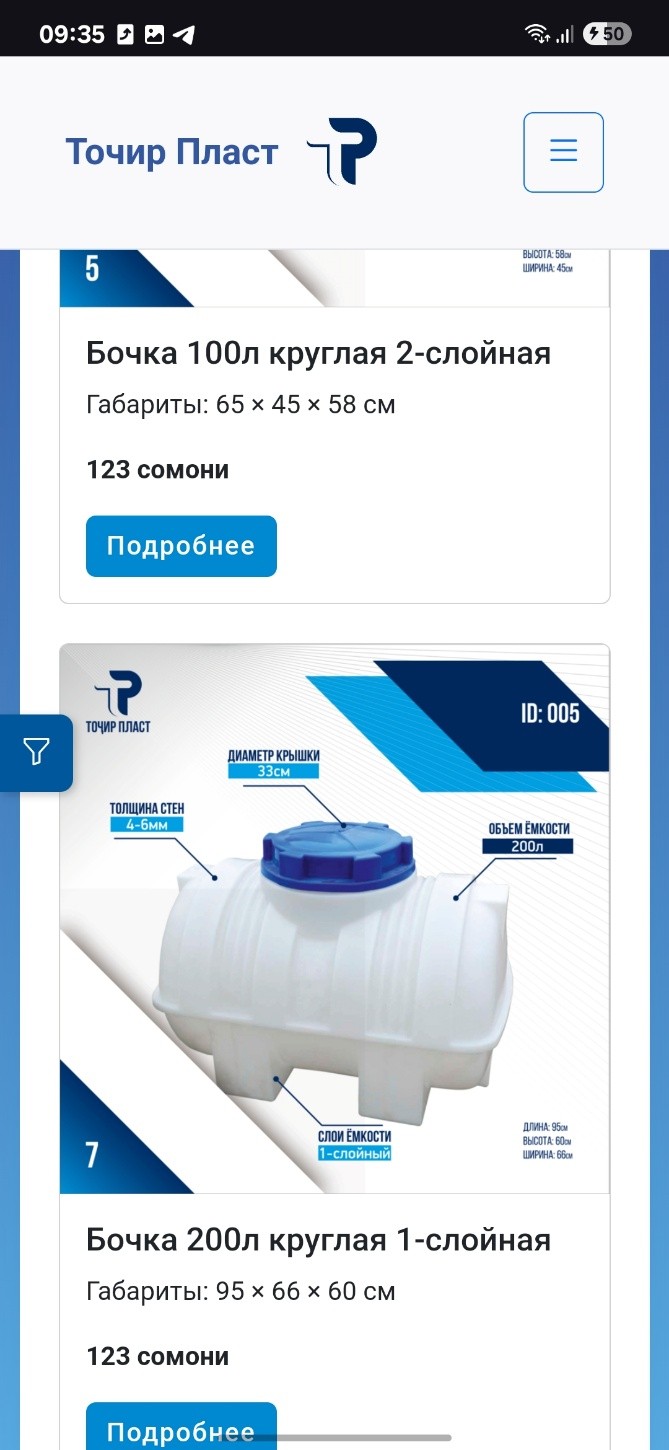 09:35
50
Точир Пласт
5
ВЫСОТА: 58см
ШИРИНА: 45см
Бочка 100л круглая 2-слойная
Габариты: 65 × 45 × 58 см
123 сомони
Подробнее
ТОҶИР ПЛАСТ
ID: 005
ДИАМЕТР КРЫШКИ
33см
ТОЛЩИНА СТЕН
4-6мм
ОБЪЕМ ЁМКОСТИ
200л
СЛОИ ЁМКОСТИ
1-слойный
ДЛИНА: 95см
ВЫСОТА: 60см
ШИРИНА: 66см
7
Бочка 200л круглая 1-слойная
Габариты: 95 × 66 × 60 см
123 сомони
Подробнее